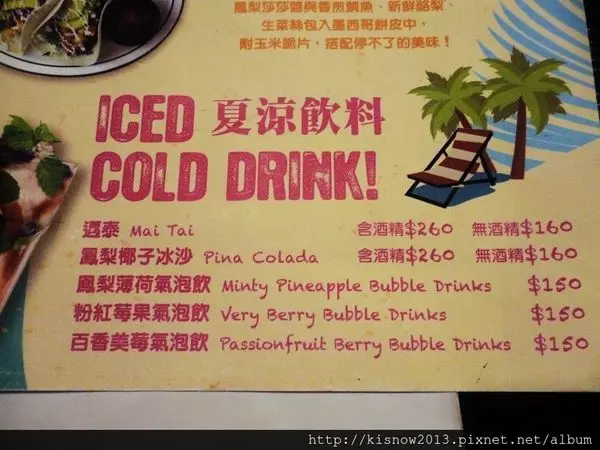 鳳梨莎莎醬與香煎鯛魚、新鮮酪梨、
生菜絲包入墨西哥餅皮中，
附玉米脆片，搭配停不了的美味！
ICED 夏涼飲料
COLD DRINK!
邁泰 Mai Tai 含酒精$260 無酒精$160
鳳梨椰子冰沙 Pina Colada 含酒精$260 無酒精$160
鳳梨薄荷氣泡飲 Minty Pineapple Bubble Drinks $150
粉紅莓果氣泡飲 Very Berry Bubble Drinks $150
百香美莓氣泡飲 Passionfruit Berry Bubble Drinks $150
http://kisnow2013.pixnet.net/album